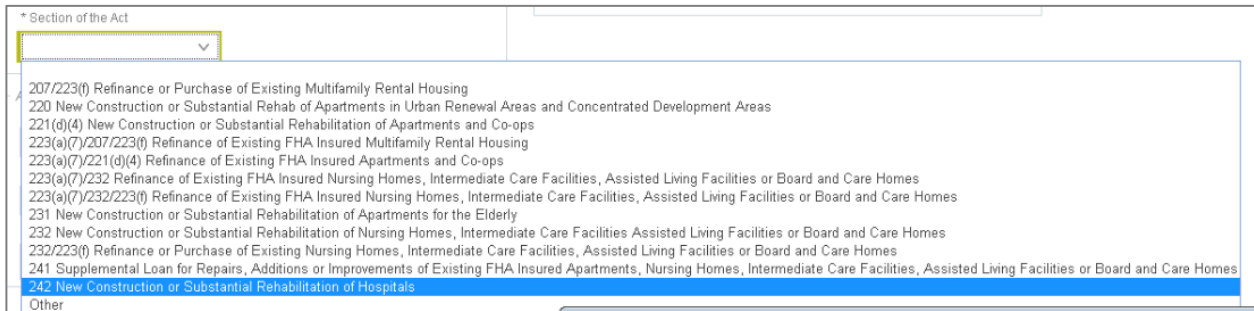 * Section of the Act
207/223(f) Refinance or Purchase of Existing Multifamily Rental Housing
220 New Construction or Substantial Rehab of Apartments in Urban Renewal Areas and Concentrated Development Areas
221(d)(4) New Construction or Substantial Rehabilitation of Apartments and Co-ops
223(a)(7)/207/223(f) Refinance of Existing FHA Insured Multifamily Rental Housing
223(a)(7)/221(d)(4) Refinance of Existing FHA Insured Apartments and Co-ops
223(a)(7)/232 Refinance of Existing FHA Insured Nursing Homes, Intermediate Care Facilities, Assisted Living Facilities or Board and Care Homes
223(a)(7)/232/223(f) Refinance of Existing FHA Insured Nursing Homes, Intermediate Care Facilities, Assisted Living Facilities or Board and Care Homes
231 New Construction or Substantial Rehabilitation of Apartments for the Elderly
232 New Construction or Substantial Rehabilitation of Nursing Homes, Intermediate Care Facilities Assisted Living Facilities or Board and Care Homes
232/223(f) Refinance or Purchase of Existing Nursing Homes, Intermediate Care Facilities, Assisted Living Facilities or Board and Care Homes
241 Supplemental Loan for Repairs, Additions or Improvements of Existing FHA Insured Apartments, Nursing Homes, Intermediate Care Facilities, Assisted Living Facilities or Board and Care Homes
242 New Construction or Substantial Rehabilitation of Hospitals
Other